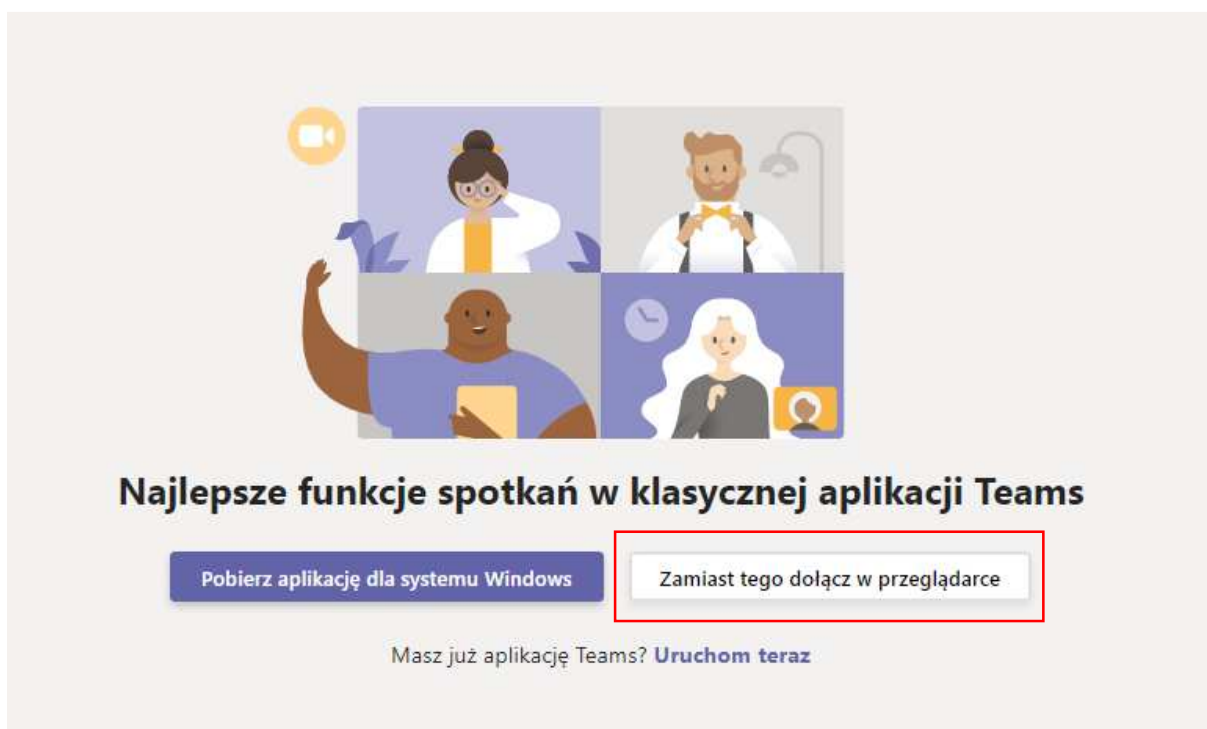 Najlepsze funkcje spotkań w klasycznej aplikacji Teams
Pobierz aplikację dla systemu Windows
Zamiast tego dołącz w przeglądarce
Masz już aplikację Teams? Uruchom teraz